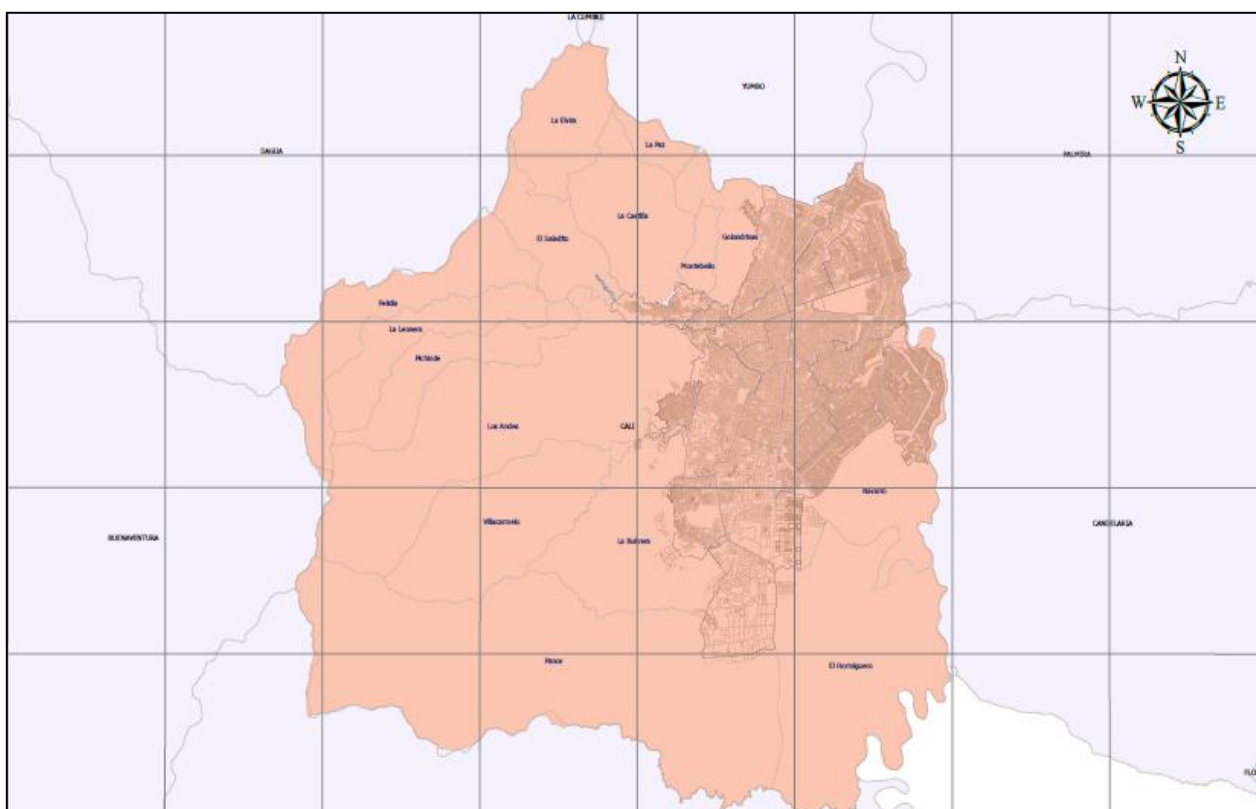 LA CUMBRE
N
YUMBO
W
E
La Elvira
S
La Paz
DAGUA
PALMIRA
La Castilla
El Saladito
Golondrinas
Montebello
Felidia
La Leonera
Pichinde
Los Andes
CALI
Navarro
Villacarmelo
CANDELARIA
BUENAVENTURA
La Buitrera
Pance
El Hormiguero
FLO